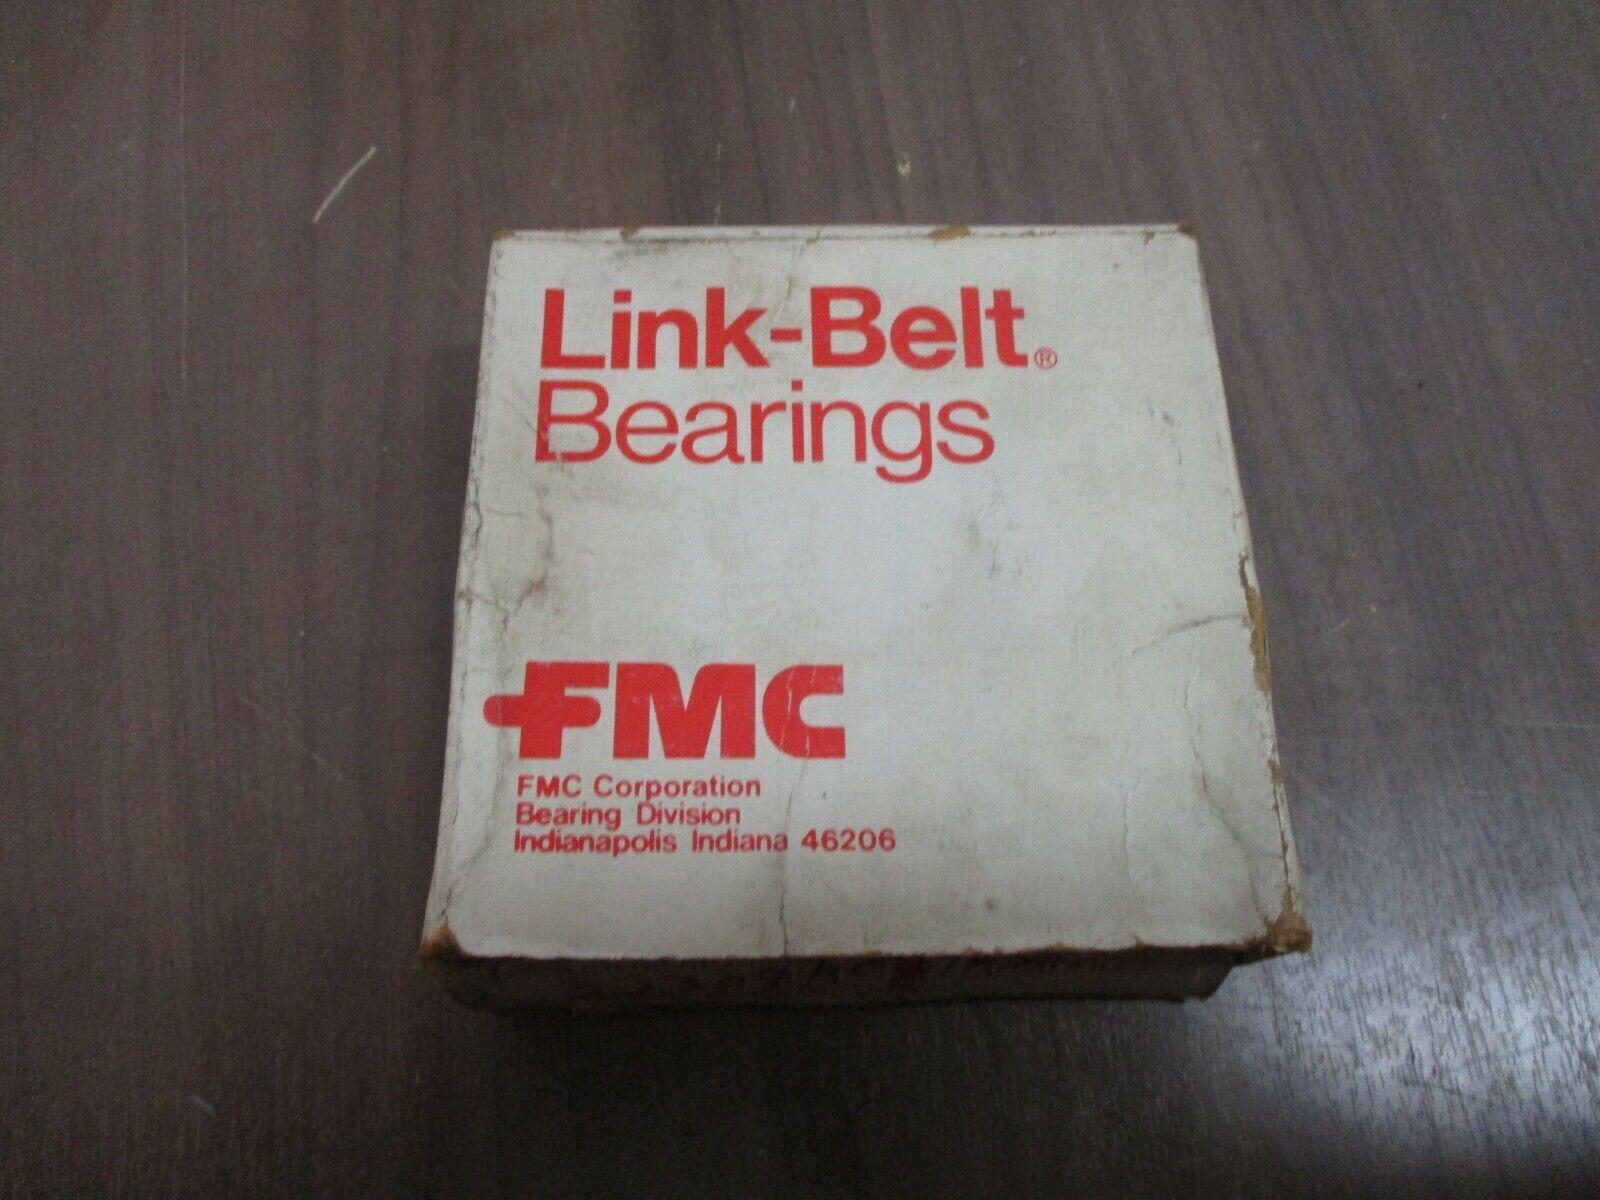 Link-Belt®
Bearings
FMC
FMC Corporation
Bearing Division
Indianapolis Indiana 46206